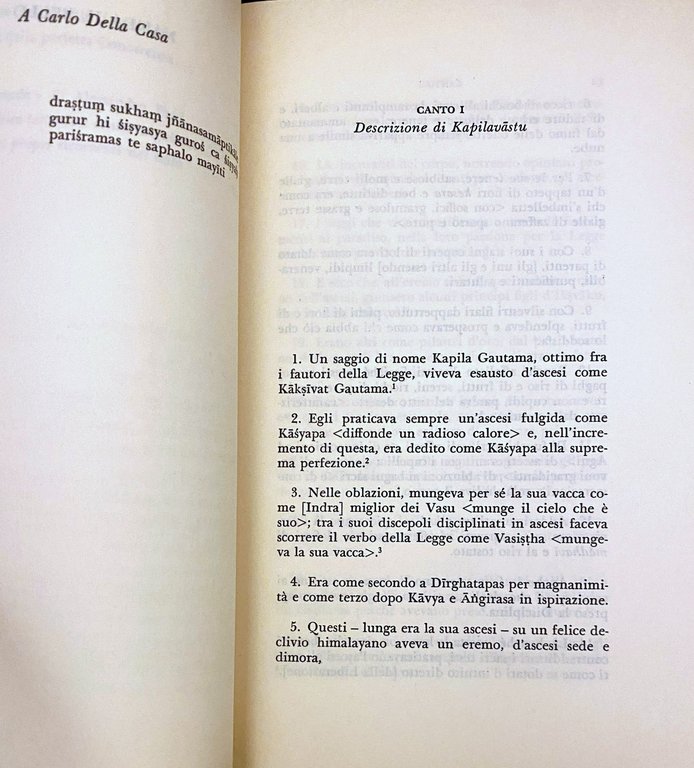 A Carlo Della Casa
draṣṭuṃ sukhaṃ jñānasamāptikāle
gurur hi śiṣyasya guroś ca
pariśramas te saphalo mayīti
CANTO I
Descrizione di Kapilavāstu
1. Un saggio di nome Kapila Gautama, ottimo fra
i fautori della Legge, viveva esausto d'ascesi come
Kākṣīvat Gautama.¹
2. Egli praticava sempre un'ascesi fulgida come
Kāśyapa <diffonde un radioso calore> e, nell'incre-
mento di questa, era dedito come Kāśyapa alla supre-
ma perfezione.²
3. Nelle oblazioni, mungeva per sé la sua vacca co-
me [Indra] miglior dei Vasu <munge il cielo che è
suo>; tra i suoi discepoli disciplinati in ascesi faceva
scorrere il verbo della Legge come Vasiṣṭha <munge-
va la sua vacca>.³
4. Era come secondo a Dīrghatapas per magnanimi-
tà e come terzo dopo Kāvya e Āṅgirasa in ispirazione.
5. Questi – lunga era la sua ascesi – su un felice de-
clivio himalayano aveva un eremo, d'ascesi sede e
dimora,